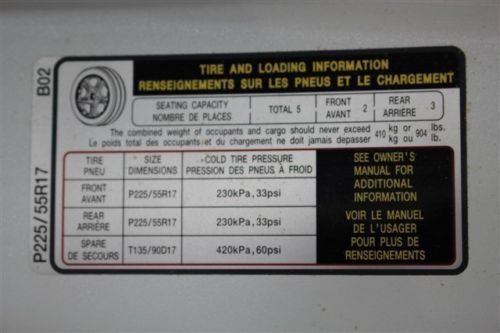 TIRE AND LOADING INFORMATION
RENSEIGNEMENTS SUR LES PNEUS ET LE CHARGEMENT
SEATING CAPACITY
NOMBRE DE PLACES
TOTAL 5
FRONT
AVANT 2
REAR
ARRIÈRE 3
The combined weight of occupants and cargo should never exceed 410 kg or 904 lbs.
Le poids total des occupants et du chargement ne doit jamais dépasser kg ou lb.
TIRE
PNEU
SIZE
DIMENSIONS
COLD TIRE PRESSURE
PRESSION DES PNEUS À FROID
FRONT
AVANT
P225/55R17
230kPa,33psi
REAR
ARRIÈRE
P225/55R17
230kPa,33psi
SPARE
DE SECOURS
T135/90D17
420kPa,60psi
SEE OWNER'S
MANUAL FOR
ADDITIONAL
INFORMATION
VOIR LE MANUEL
DE L'USAGER
POUR PLUS DE
RENSEIGNEMENTS
B02
P225/55R17